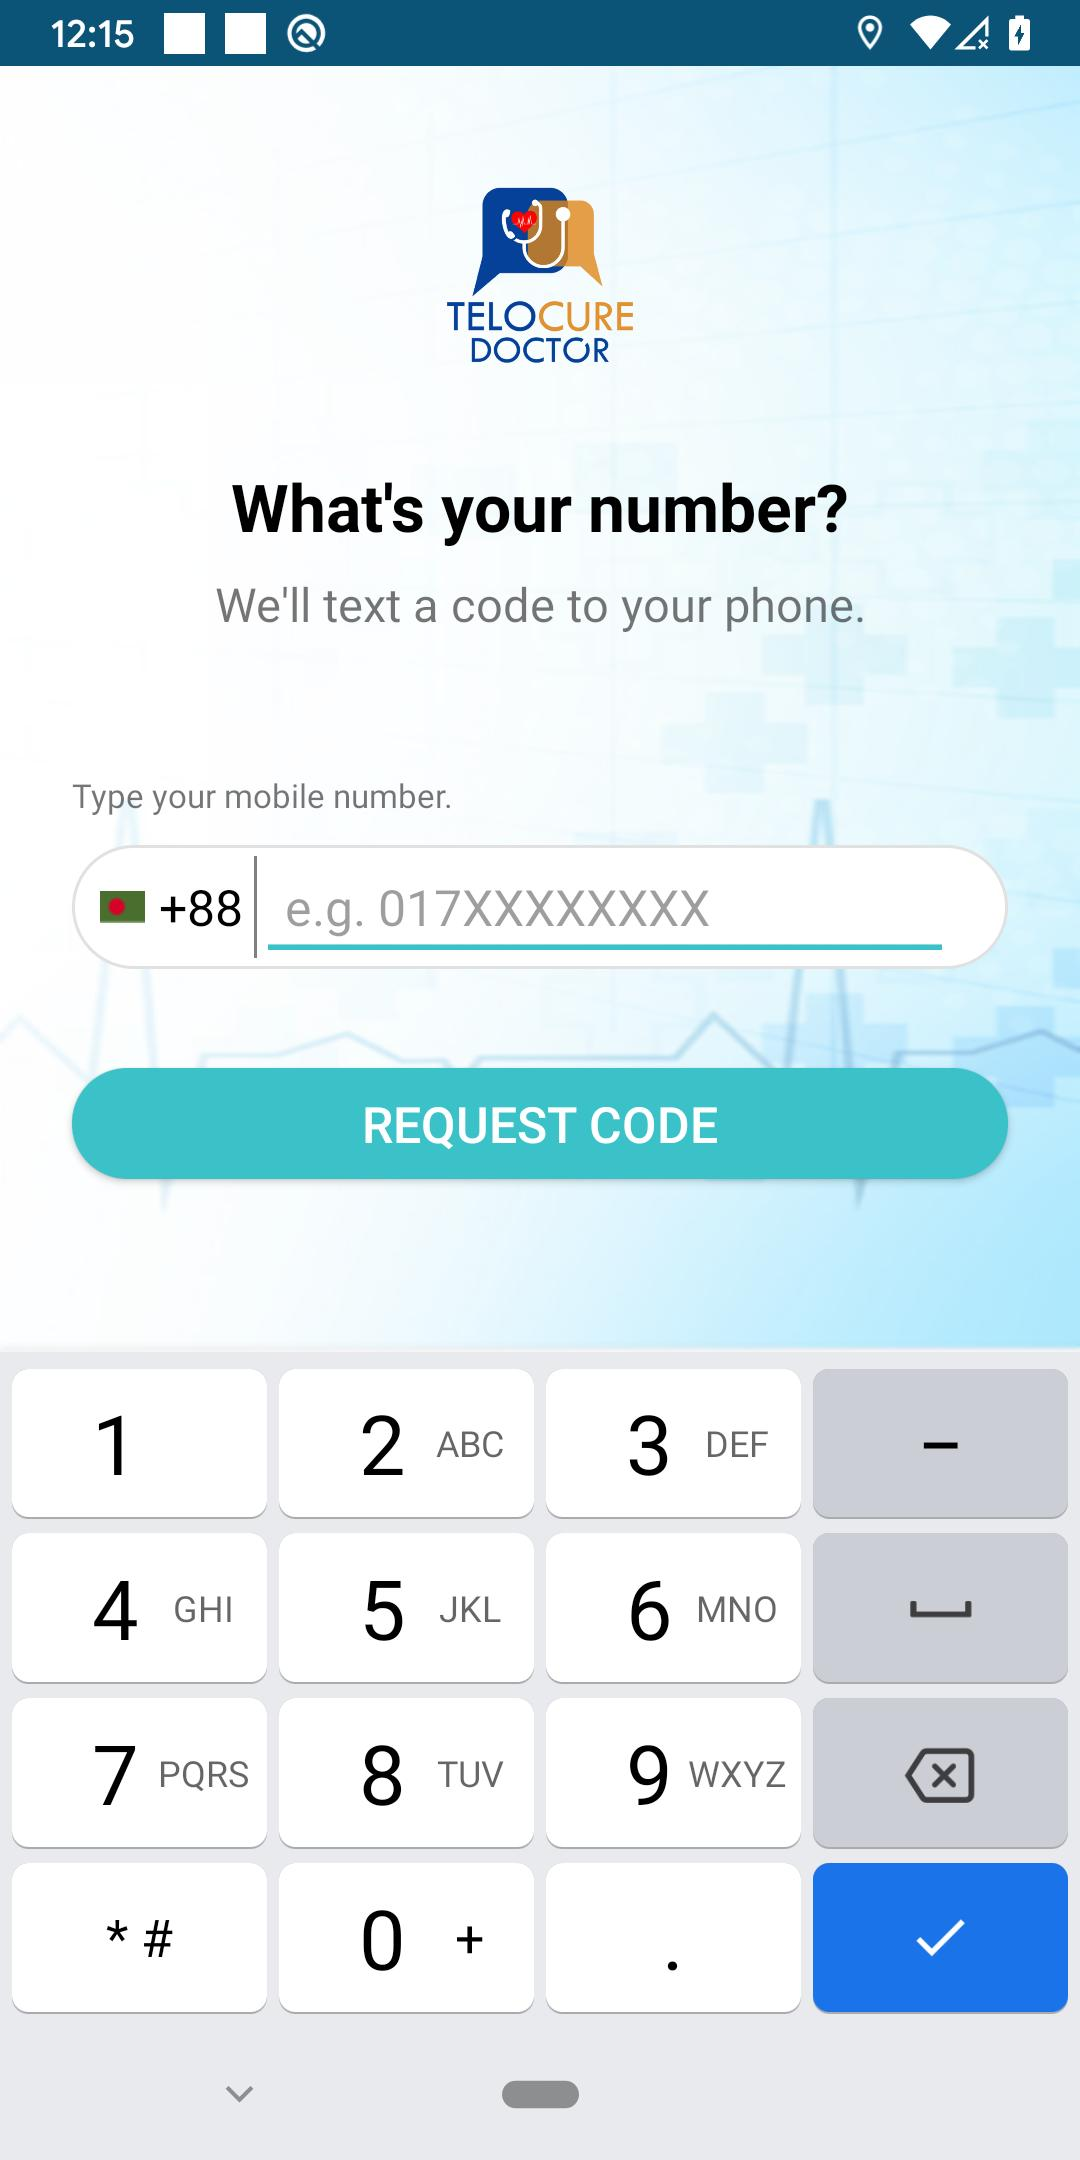 12:15
TELOCURE
DOCTOR
What's your number?
We'll text a code to your phone.
Type your mobile number.
+88 e.g. 017XXXXXXXX
REQUEST CODE
1 2 ABC 3 DEF –
4 GHI 5 JKL 6 MNO
7 PQRS 8 TUV 9 WXYZ
* # 0 + .